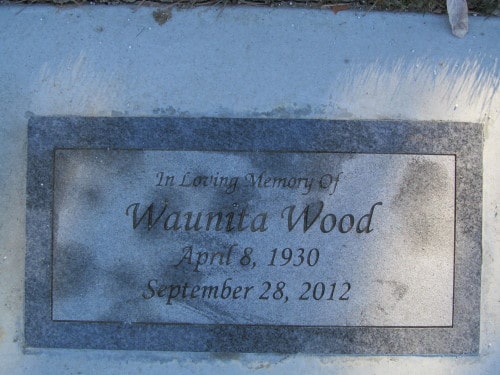 In Loving Memory Of
Waunita Wood
April 8, 1930
September 28, 2012